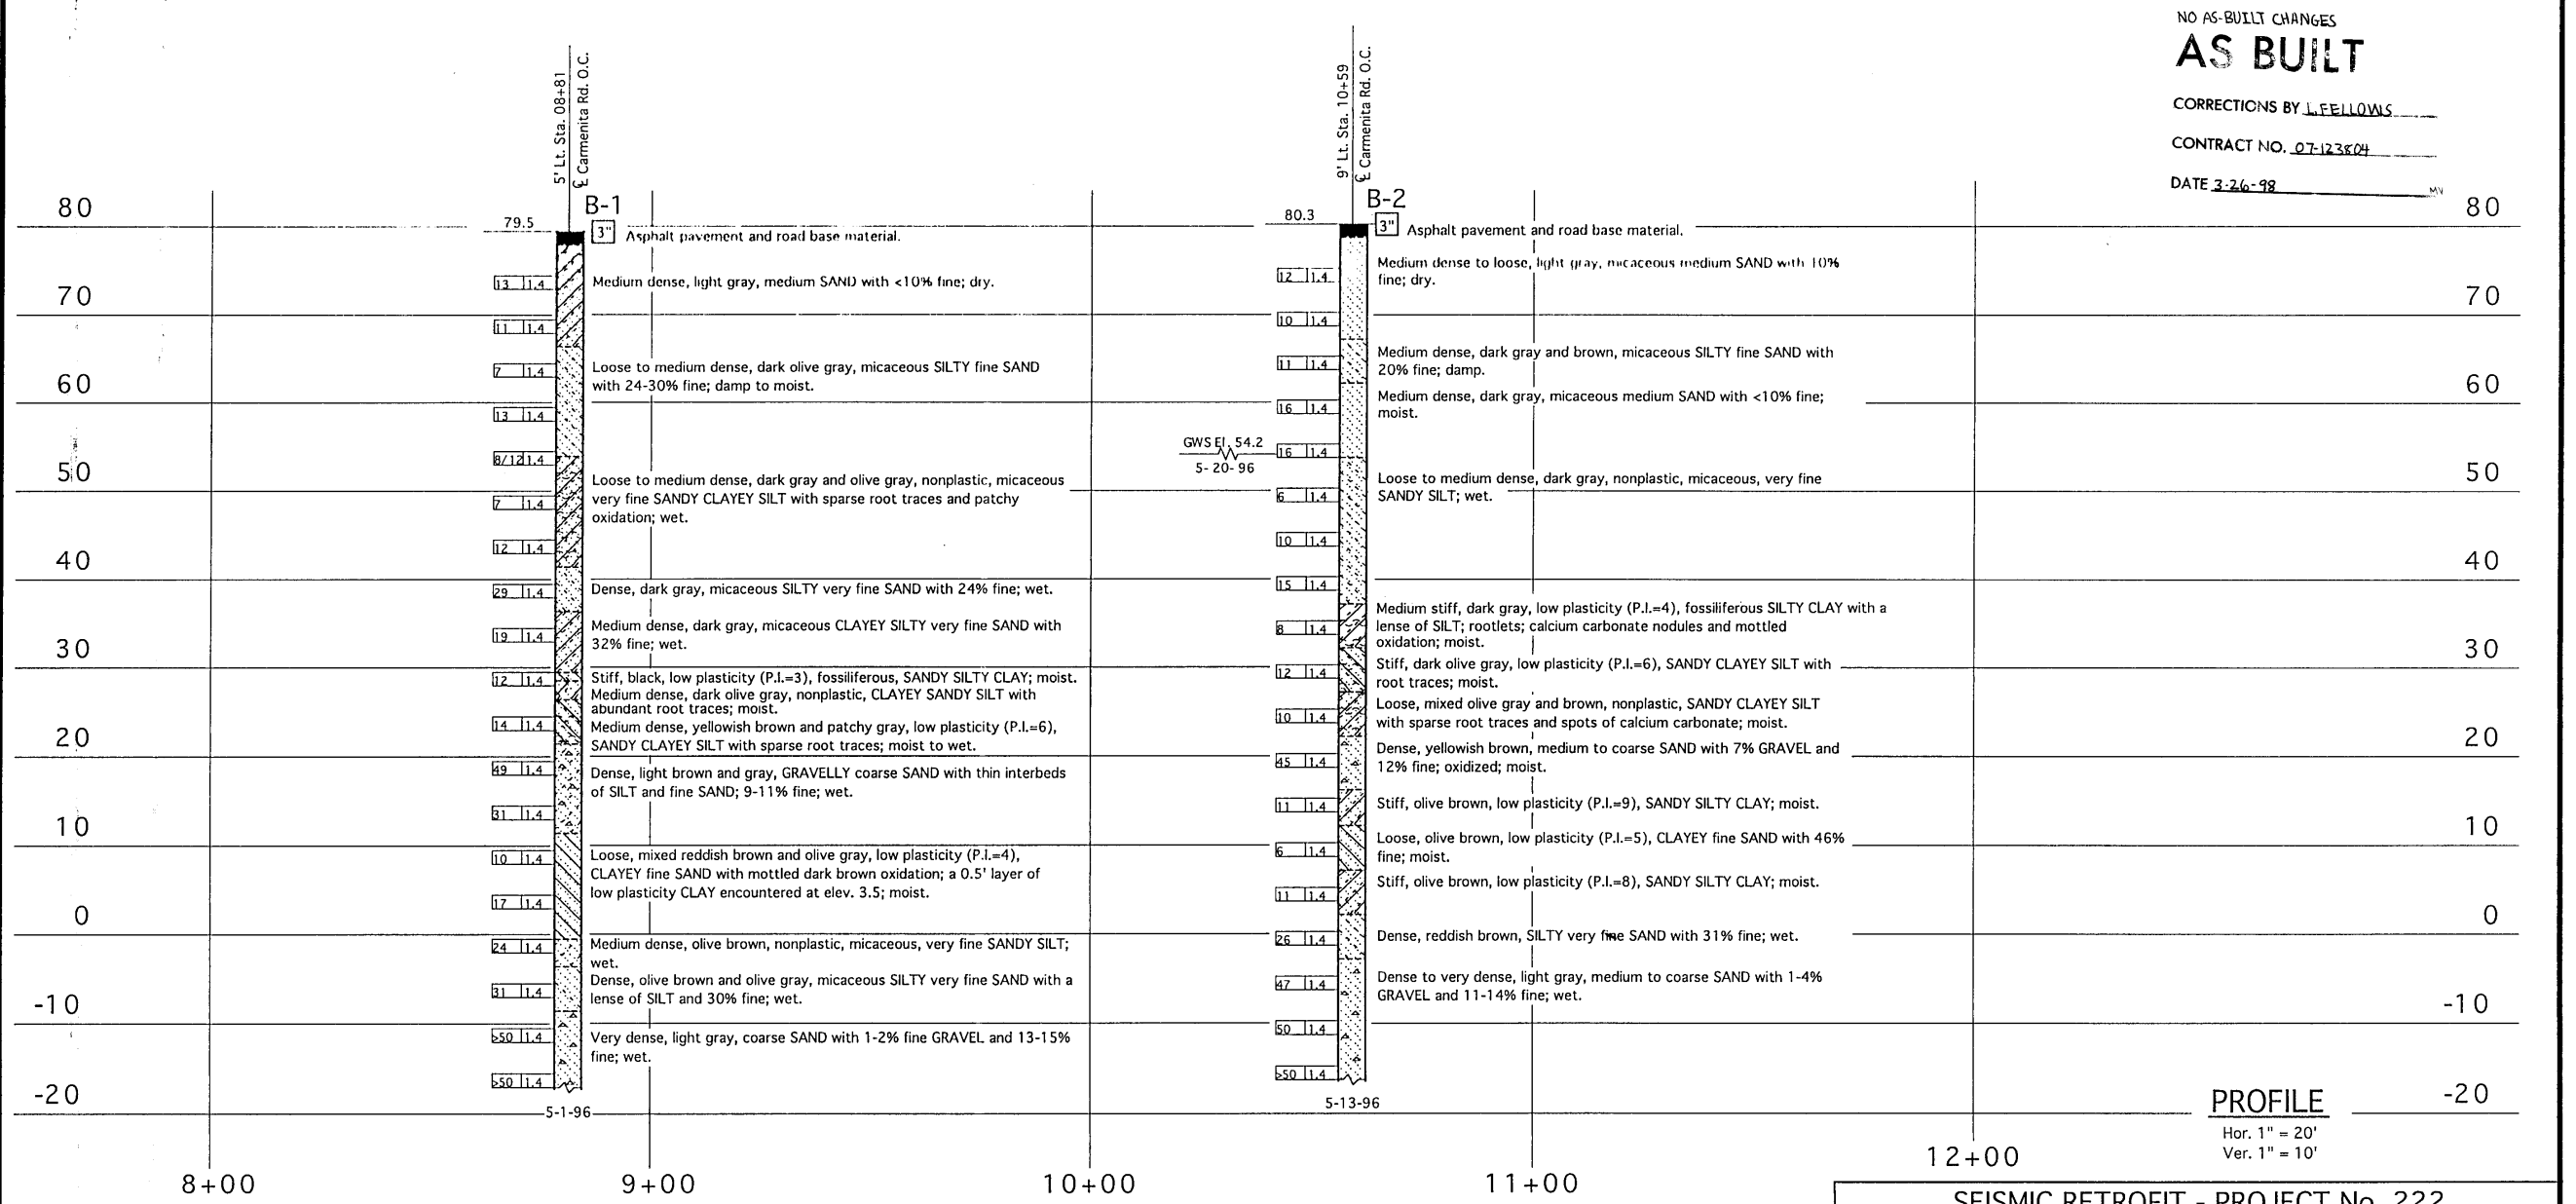 NO AS-BUILT CHANGES
AS BUILT
CORRECTIONS BY L. FELLOWS
CONTRACT NO. 07-123804
DATE 3-26-98
MV
5' Lt. Sta. 08+81
℄ Carmenita Rd. O.C.
9' Lt. Sta. 10+59
℄ Carmenita Rd. O.C.
B-1
B-2
80
79.5
80.3
80
3" Asphalt pavement and road base material.
3" Asphalt pavement and road base material.
13 1.4
Medium dense, light gray, medium SAND with <10% fine; dry.
12 1.4
Medium dense to loose, light gray, micaceous medium SAND with 10%
fine; dry.
70
70
11 1.4
10 1.4
7 1.4
Loose to medium dense, dark olive gray, micaceous SILTY fine SAND
with 24-30% fine; damp to moist.
11 1.4
Medium dense, dark gray and brown, micaceous SILTY fine SAND with
20% fine; damp.
60
60
13 1.4
16 1.4
Medium dense, dark gray, micaceous medium SAND with <10% fine;
moist.
8/12 1.4
GWS El. 54.2
5-20-96
16 1.4
50
50
7 1.4
Loose to medium dense, dark gray and olive gray, nonplastic, micaceous
very fine SANDY CLAYEY SILT with sparse root traces and patchy
oxidation; wet.
6 1.4
Loose to medium dense, dark gray, nonplastic, micaceous, very fine
SANDY SILT; wet.
12 1.4
10 1.4
40
40
29 1.4
Dense, dark gray, micaceous SILTY very fine SAND with 24% fine; wet.
15 1.4
19 1.4
Medium dense, dark gray, micaceous CLAYEY SILTY very fine SAND with
32% fine; wet.
8 1.4
Medium stiff, dark gray, low plasticity (P.I.=4), fossiliferous SILTY CLAY with a
lense of SILT; rootlets; calcium carbonate nodules and mottled
oxidation; moist.
30
30
12 1.4
Stiff, black, low plasticity (P.I.=3), fossiliferous, SANDY SILTY CLAY; moist.
Medium dense, dark olive gray, nonplastic, CLAYEY SANDY SILT with
abundant root traces; moist.
12 1.4
Stiff, dark olive gray, low plasticity (P.I.=6), SANDY CLAYEY SILT with
root traces; moist.
14 1.4
Medium dense, yellowish brown and patchy gray, low plasticity (P.I.=6),
SANDY CLAYEY SILT with sparse root traces; moist to wet.
10 1.4
Loose, mixed olive gray and brown, nonplastic, SANDY CLAYEY SILT
with sparse root traces and spots of calcium carbonate; moist.
20
20
49 1.4
Dense, light brown and gray, GRAVELLY coarse SAND with thin interbeds
of SILT and fine SAND; 9-11% fine; wet.
45 1.4
Dense, yellowish brown, medium to coarse SAND with 7% GRAVEL and
12% fine; oxidized; moist.
31 1.4
11 1.4
Stiff, olive brown, low plasticity (P.I.=9), SANDY SILTY CLAY; moist.
10
10
10 1.4
Loose, mixed reddish brown and olive gray, low plasticity (P.I.=4),
CLAYEY fine SAND with mottled dark brown oxidation; a 0.5' layer of
low plasticity CLAY encountered at elev. 3.5; moist.
6 1.4
Loose, olive brown, low plasticity (P.I.=5), CLAYEY fine SAND with 46%
fine; moist.
17 1.4
11 1.4
Stiff, olive brown, low plasticity (P.I.=8), SANDY SILTY CLAY; moist.
0
0
24 1.4
Medium dense, olive brown, nonplastic, micaceous, very fine SANDY SILT;
wet.
26 1.4
Dense, reddish brown, SILTY very fine SAND with 31% fine; wet.
31 1.4
Dense, olive brown and olive gray, micaceous SILTY very fine SAND with a
lense of SILT and 30% fine; wet.
47 1.4
Dense to very dense, light gray, medium to coarse SAND with 1-4%
GRAVEL and 11-14% fine; wet.
-10
-10
>50 1.4
Very dense, light gray, coarse SAND with 1-2% fine GRAVEL and 13-15%
fine; wet.
50 1.4
>50 1.4
>50 1.4
-20
-20
5-1-96
5-13-96
PROFILE
Hor. 1" = 20'
Ver. 1" = 10'
8+00
9+00
10+00
11+00
12+00
SEISMIC RETROFIT - PROJECT No. 222